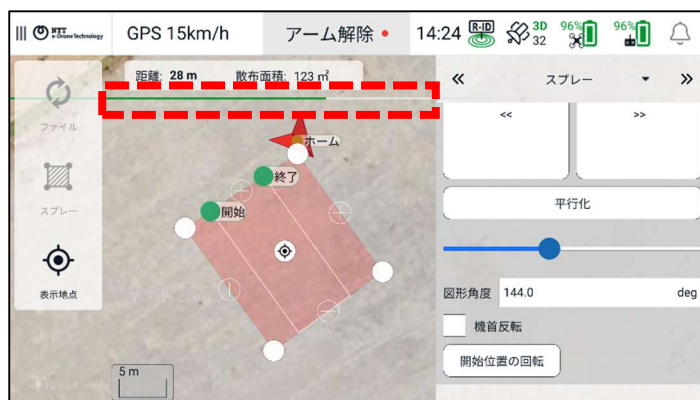 NTT
e-Drone Technology
GPS 15km/h
アーム解除
14:24
R-ID
3D
32
96%
96%
距離: 28 m 散布面積: 123 ㎡
ファイル
スプレー
表示地点
ホーム
終了
開始
5 m
« スプレー »
<< >>
平行化
図形角度 144.0 deg
機首反転
開始位置の回転